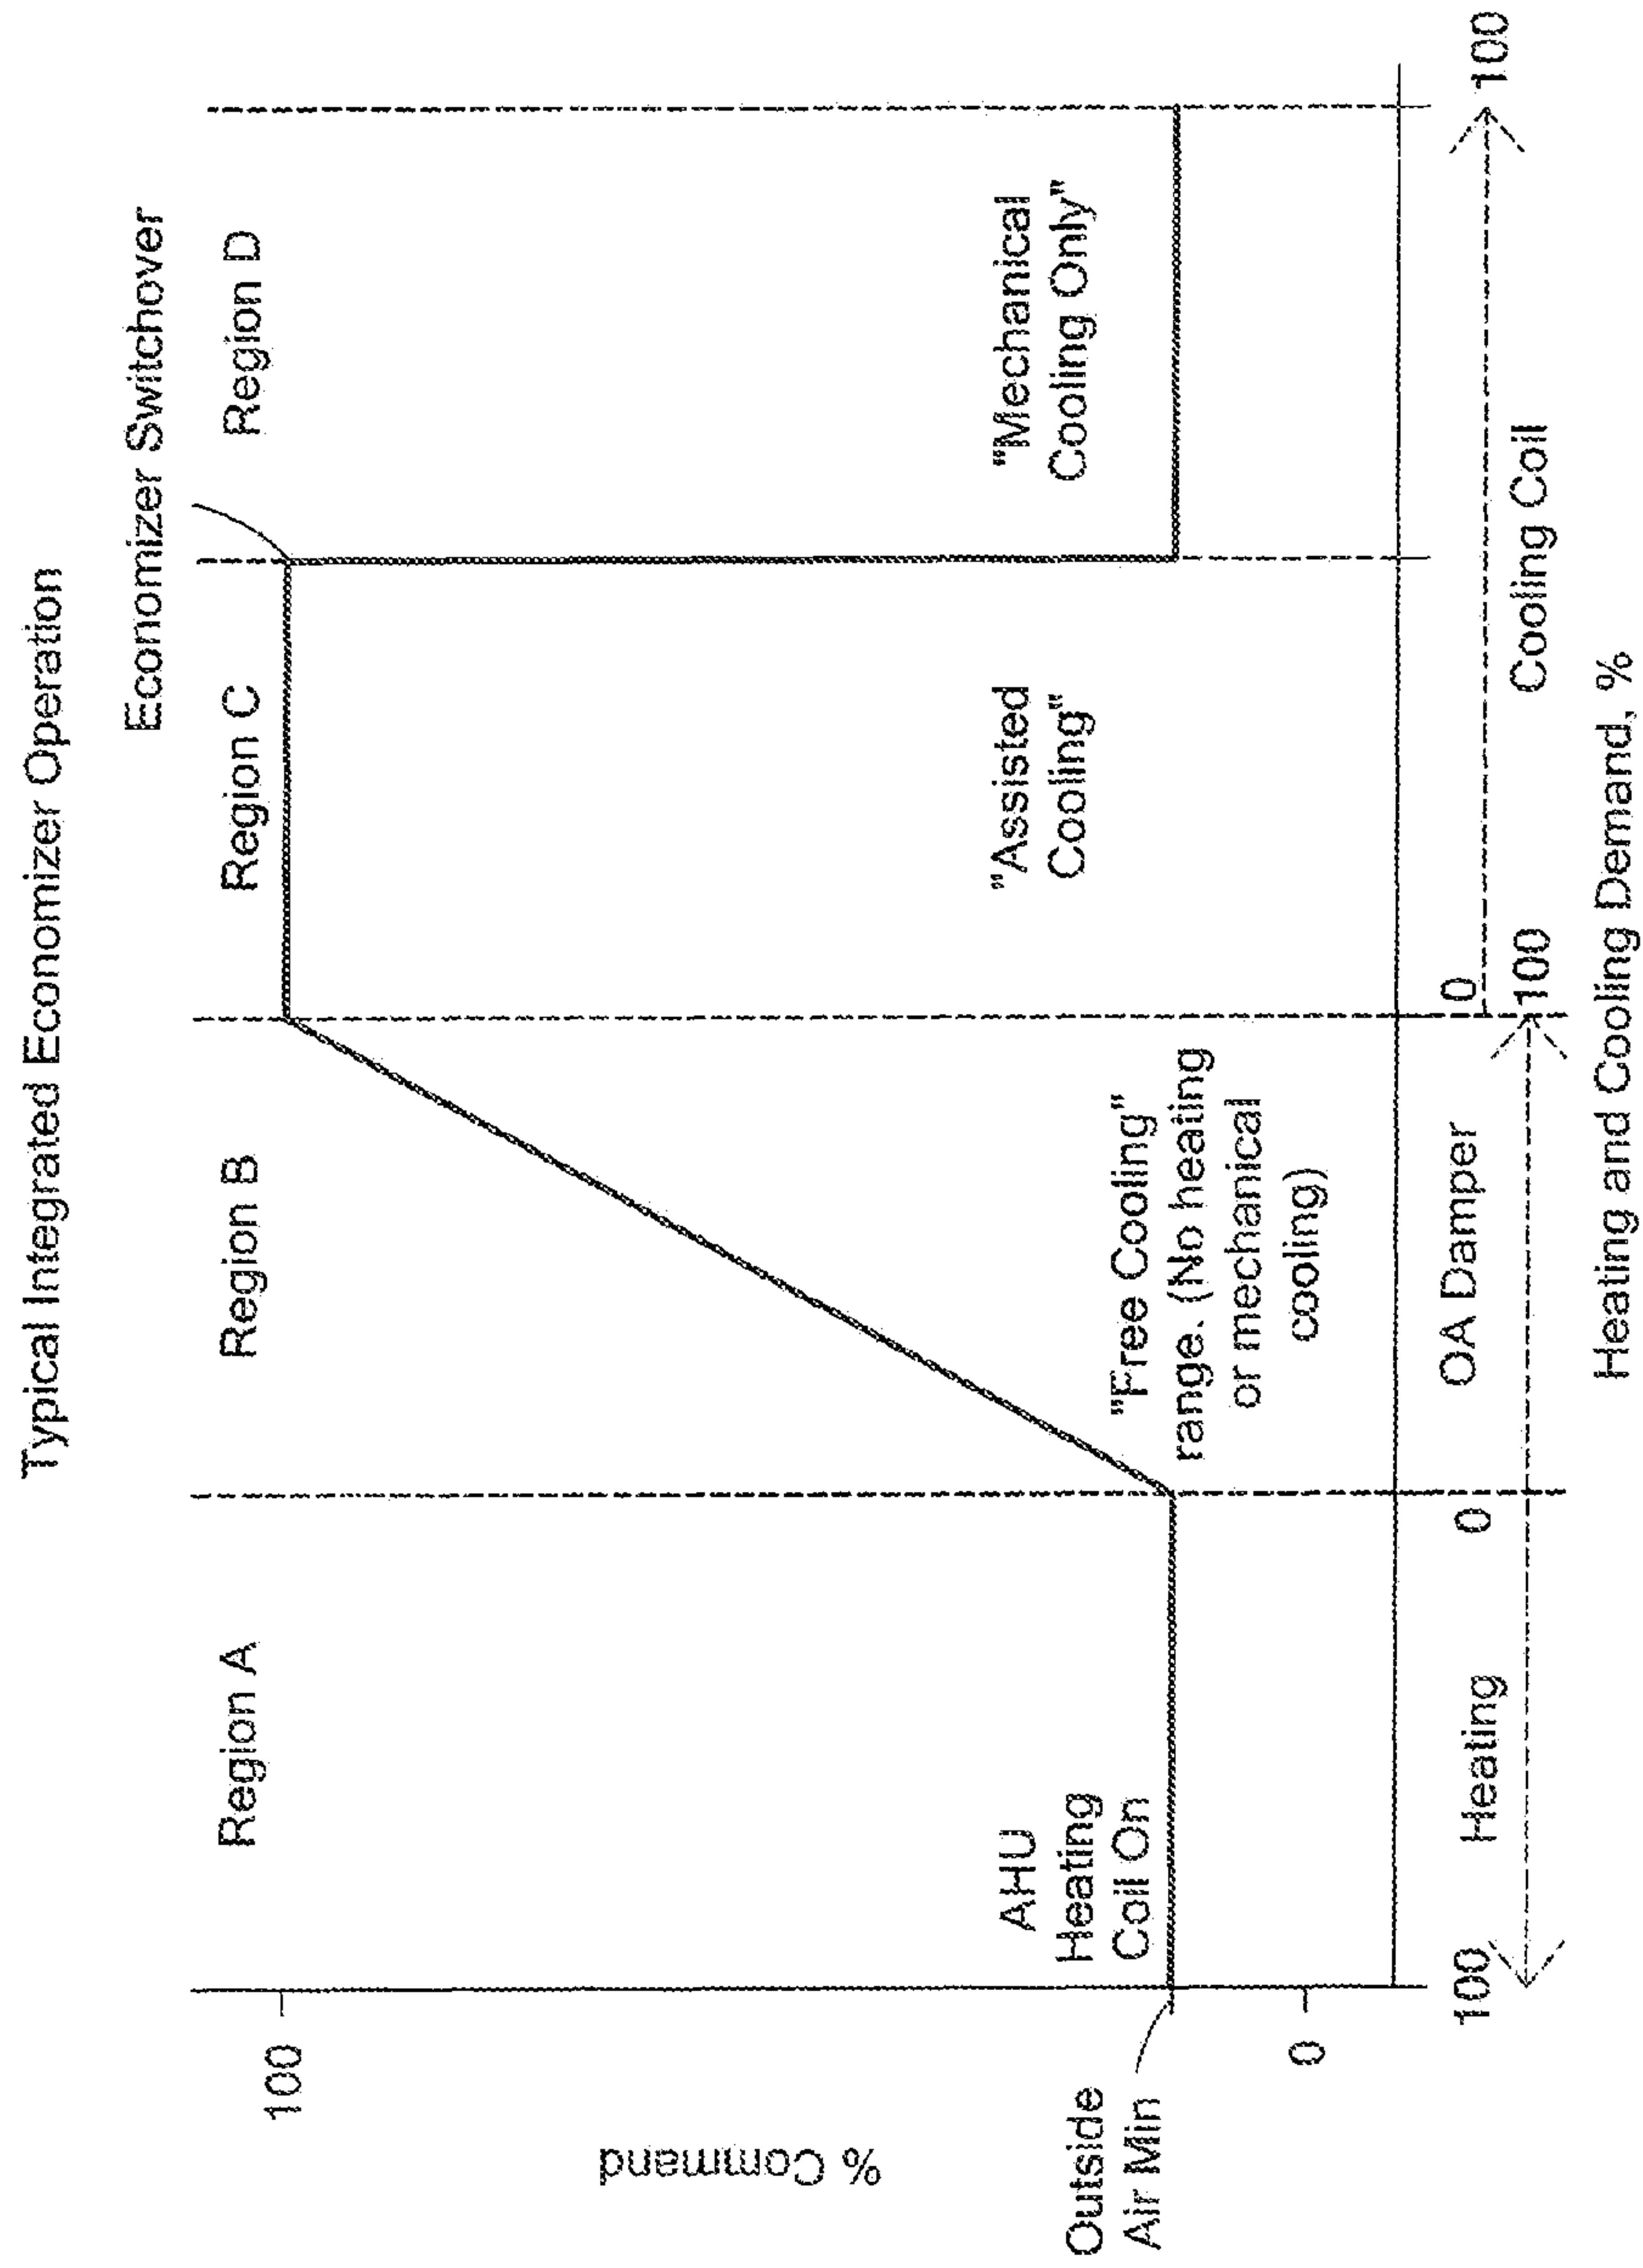 Typical Integrated Economizer Operation
Economizer Switchover
Region A
Region B
Region C
Region D
100
% Command
Outside
Air Min
0
AHU
Heating
Coil On
"Free Cooling"
range. (No heating
or mechanical
cooling)
"Assisted
Cooling"
"Mechanical
Cooling Only"
100
Heating
0
OA Damper
0
100
Cooling Coil
100
Heating and Cooling Demand, %